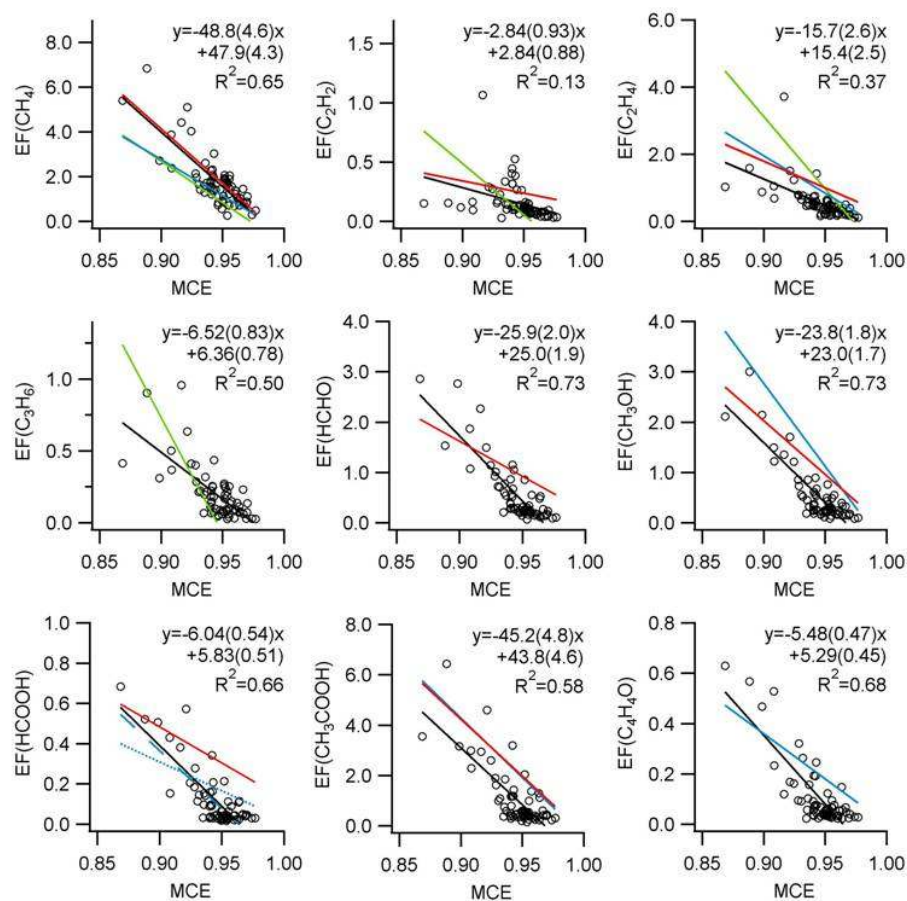 y=-48.8(4.6)x
+47.9(4.3)
R²=0.65
8.0
6.0
4.0
2.0
0.0
EF(CH₄)
0.85 0.90 0.95 1.00
MCE
y=-2.84(0.93)x
+2.84(0.88)
R²=0.13
1.5
1.0
0.5
0.0
EF(C₂H₂)
0.85 0.90 0.95 1.00
MCE
y=-15.7(2.6)x
+15.4(2.5)
R²=0.37
6.0
4.0
2.0
0.0
EF(C₂H₄)
0.85 0.90 0.95 1.00
MCE
y=-6.52(0.83)x
+6.36(0.78)
R²=0.50
1.0
0.5
0.0
EF(C₃H₆)
0.85 0.90 0.95 1.00
MCE
y=-25.9(2.0)x
+25.0(1.9)
R²=0.73
4.0
3.0
2.0
1.0
0.0
EF(HCHO)
0.85 0.90 0.95 1.00
MCE
y=-23.8(1.8)x
+23.0(1.7)
R²=0.73
4.0
3.0
2.0
1.0
0.0
EF(CH₃OH)
0.85 0.90 0.95 1.00
MCE
y=-6.04(0.54)x
+5.83(0.51)
R²=0.66
1.0
0.8
0.6
0.4
0.2
0.0
EF(HCOOH)
0.85 0.90 0.95 1.00
MCE
y=-45.2(4.8)x
+43.8(4.6)
R²=0.58
8.0
6.0
4.0
2.0
0.0
EF(CH₃COOH)
0.85 0.90 0.95 1.00
MCE
y=-5.48(0.47)x
+5.29(0.45)
R²=0.68
0.8
0.6
0.4
0.2
0.0
EF(C₄H₄O)
0.85 0.90 0.95 1.00
MCE